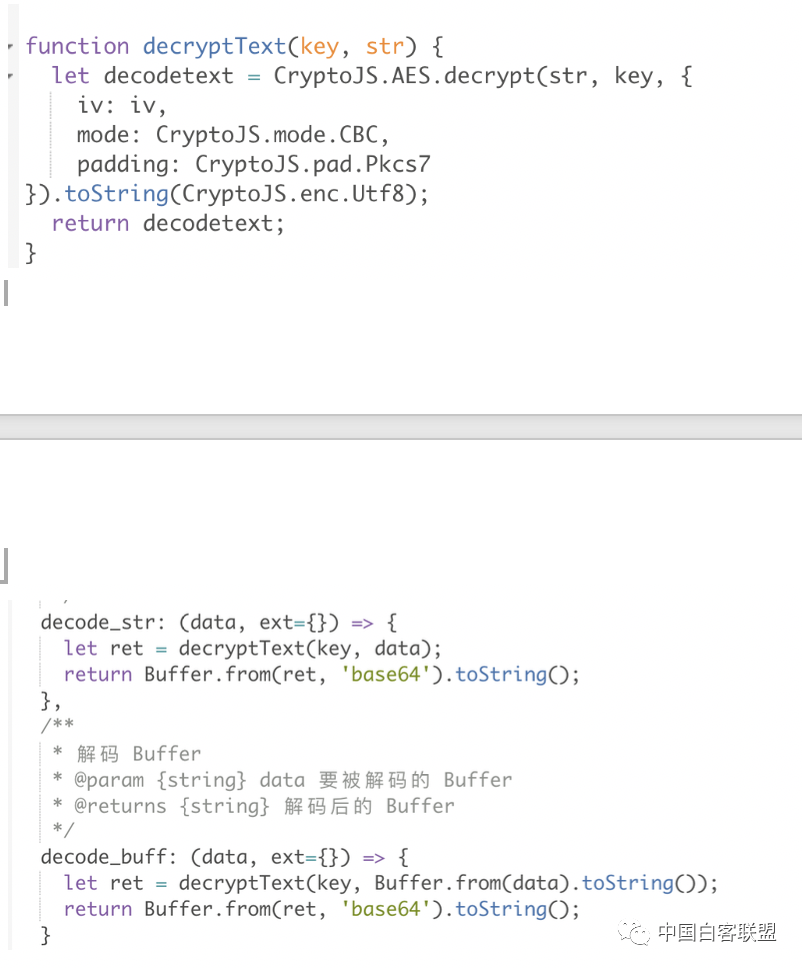 function decryptText(key, str) {
  let decodetext = CryptoJS.AES.decrypt(str, key, {
    iv: iv,
    mode: CryptoJS.mode.CBC,
    padding: CryptoJS.pad.Pkcs7
}).toString(CryptoJS.enc.Utf8);
  return decodetext;
}
decode_str: (data, ext={}) => {
  let ret = decryptText(key, data);
  return Buffer.from(ret, 'base64').toString();
},
/**
 * 解码 Buffer
 * @param {string} data 要被解码的 Buffer
 * @returns {string} 解码后的 Buffer
 */
decode_buff: (data, ext={}) => {
  let ret = decryptText(key, Buffer.from(data).toString());
  return Buffer.from(ret, 'base64').toString();
}
中国白客联盟